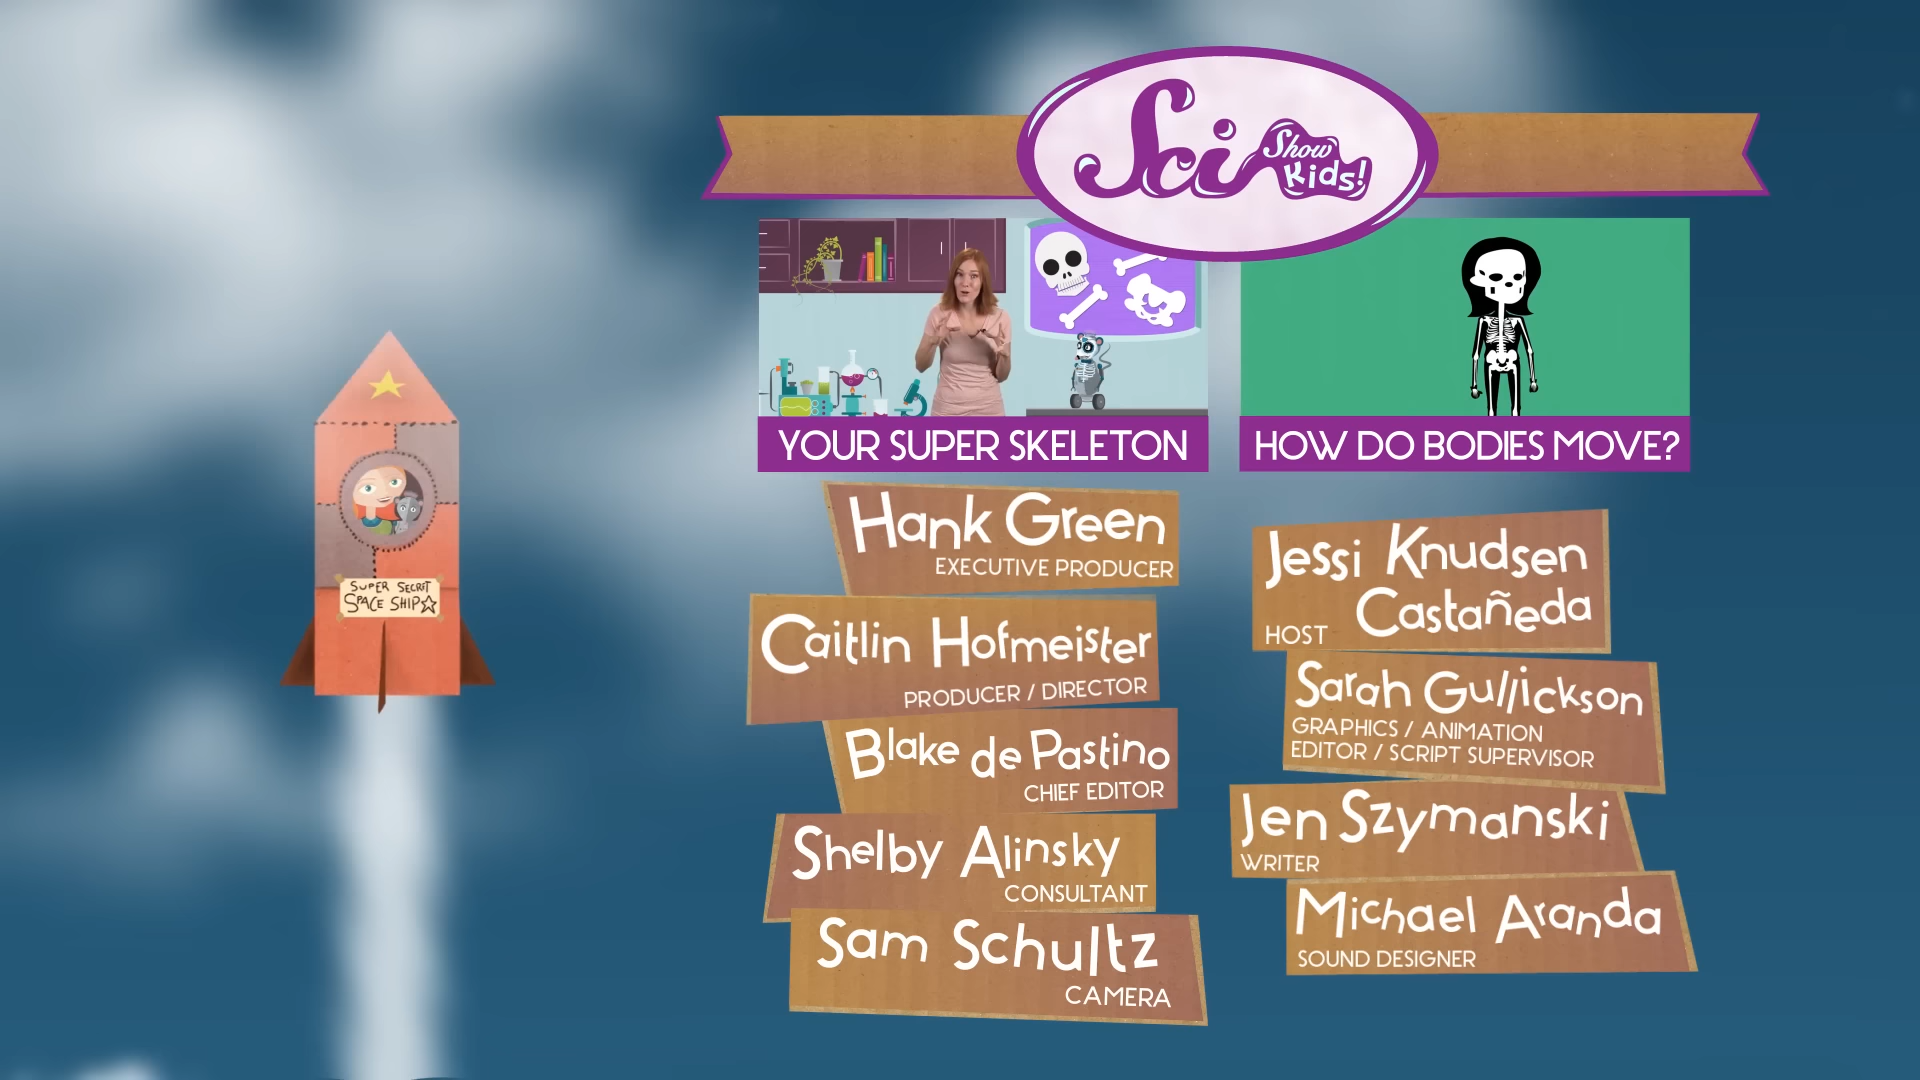 Sci Show
Kids!
YOUR SUPER SKELETON
HOW DO BODIES MOVE?
SUPER SECRET
SPACE SHIP
Hank Green
EXECUTIVE PRODUCER
Caitlin Hofmeister
PRODUCER / DIRECTOR
Blake de Pastino
CHIEF EDITOR
Shelby Alinsky
CONSULTANT
Sam Schultz
CAMERA
Jessi Knudsen
Castañeda
HOST
Sarah Gullickson
GRAPHICS / ANIMATION
EDITOR / SCRIPT SUPERVISOR
Jen Szymanski
WRITER
Michael Aranda
SOUND DESIGNER